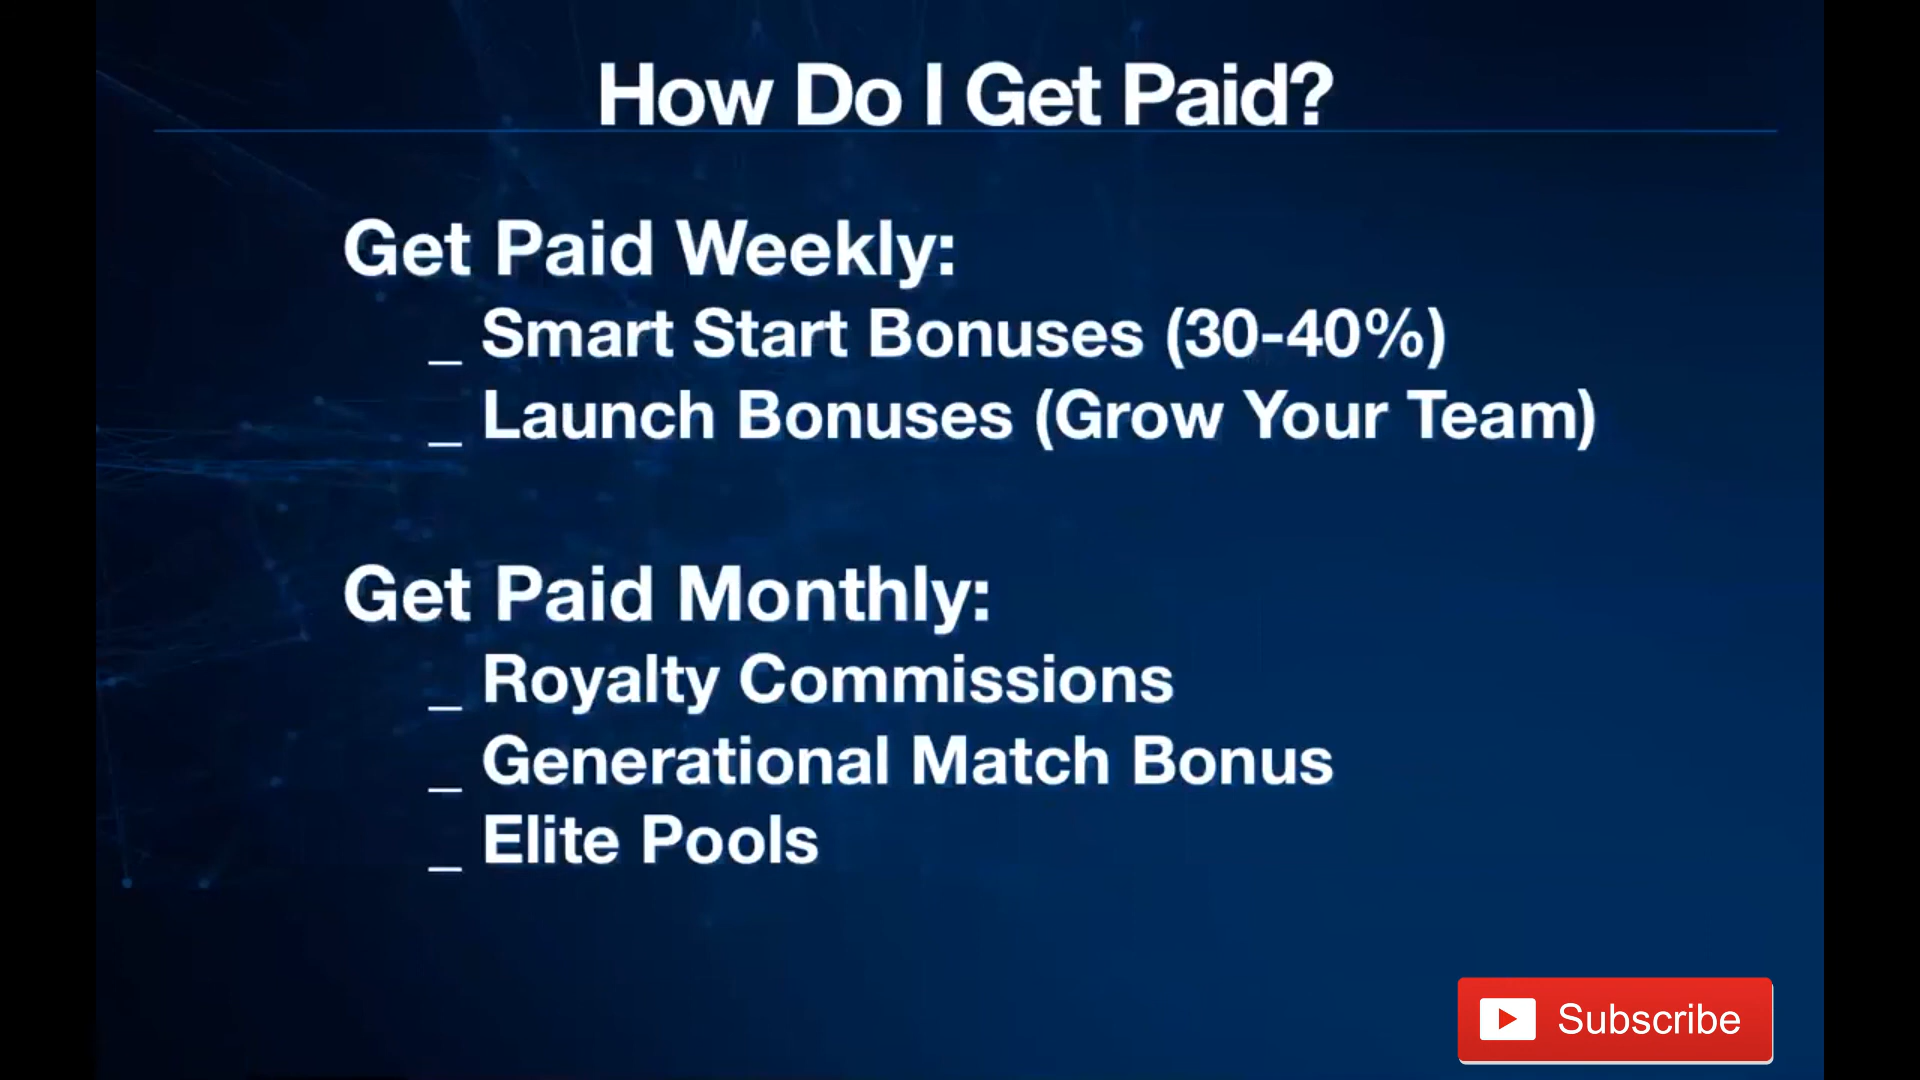 How Do I Get Paid?
Get Paid Weekly:
_ Smart Start Bonuses (30-40%)
_ Launch Bonuses (Grow Your Team)
Get Paid Monthly:
_ Royalty Commissions
_ Generational Match Bonus
_ Elite Pools
Subscribe